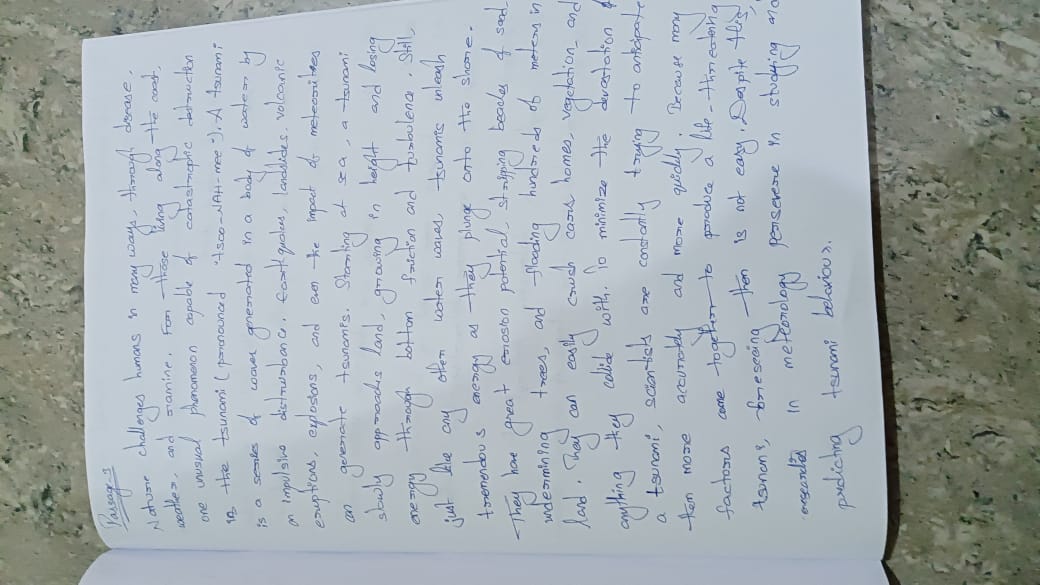 Passage-1
Nature challenges humans in many ways, through disease,
weather, and famine. For those living along the coast,
one unusual phenomenon capable of catastrophic destruction
is the tsunami (pronounced "tsoo-NAH-mee"). A tsunami
is a series of waves generated in a body of water by
an impulsive disturbance. Earthquakes, landslides, volcanic
eruptions, explosions, and even the impact of meteorites
can generate tsunamis. Starting at sea, a tsunami
slowly approaches land, growing in height and losing
energy through bottom friction and turbulence. Still,
just like any other water waves, tsunamis unleash
tremendous energy as they plunge onto the shore.
They have great erosion potential, stripping beaches of sand
undermining trees, and flooding hundreds of meters in
land. They can easily crush cars, homes, vegetation, and
anything they collide with. To minimize the devastation of
a tsunami, scientists are constantly trying to anticipate
them more accurately and more quickly. Because many
factors come together to produce a life-threatening
tsunami, foreseeing them is not easy. Despite this,
in meteorology persevere in studying and
predicting tsunami behaviour.